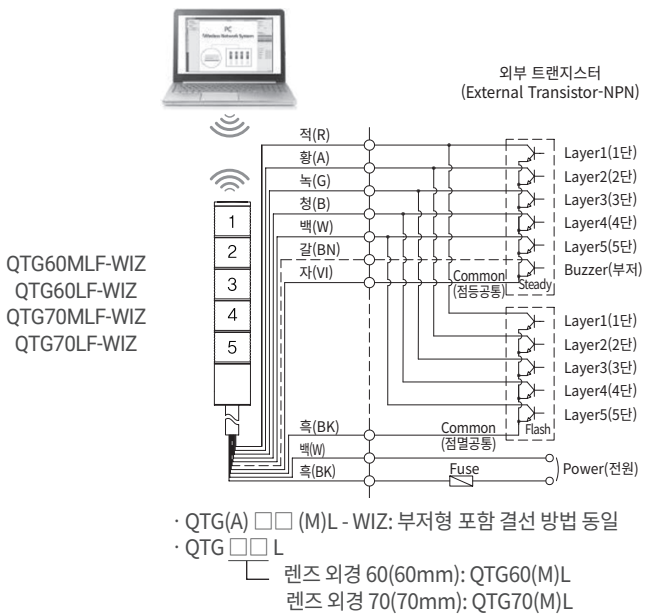 PC
Wireless Network System
외부 트랜지스터
(External Transistor-NPN)
적(R)
황(A)
녹(G)
청(B)
백(W)
갈(BN)
자(VI)
Layer1(1단)
Layer2(2단)
Layer3(3단)
Layer4(4단)
Layer5(5단)
Buzzer(부저)
Common
(점등공통)
Steady
1
2
3
4
5
QTG60MLF-WIZ
QTG60LF-WIZ
QTG70MLF-WIZ
QTG70LF-WIZ
Layer1(1단)
Layer2(2단)
Layer3(3단)
Layer4(4단)
Layer5(5단)
흑(BK)
Common
(점멸공통)
Flash
백(W)
흑(BK)
Fuse
Power(전원)
· QTG(A) □□ (M)L - WIZ: 부저형 포함 결선 방법 동일
· QTG □□ L
렌즈 외경 60(60mm): QTG60(M)L
렌즈 외경 70(70mm): QTG70(M)L